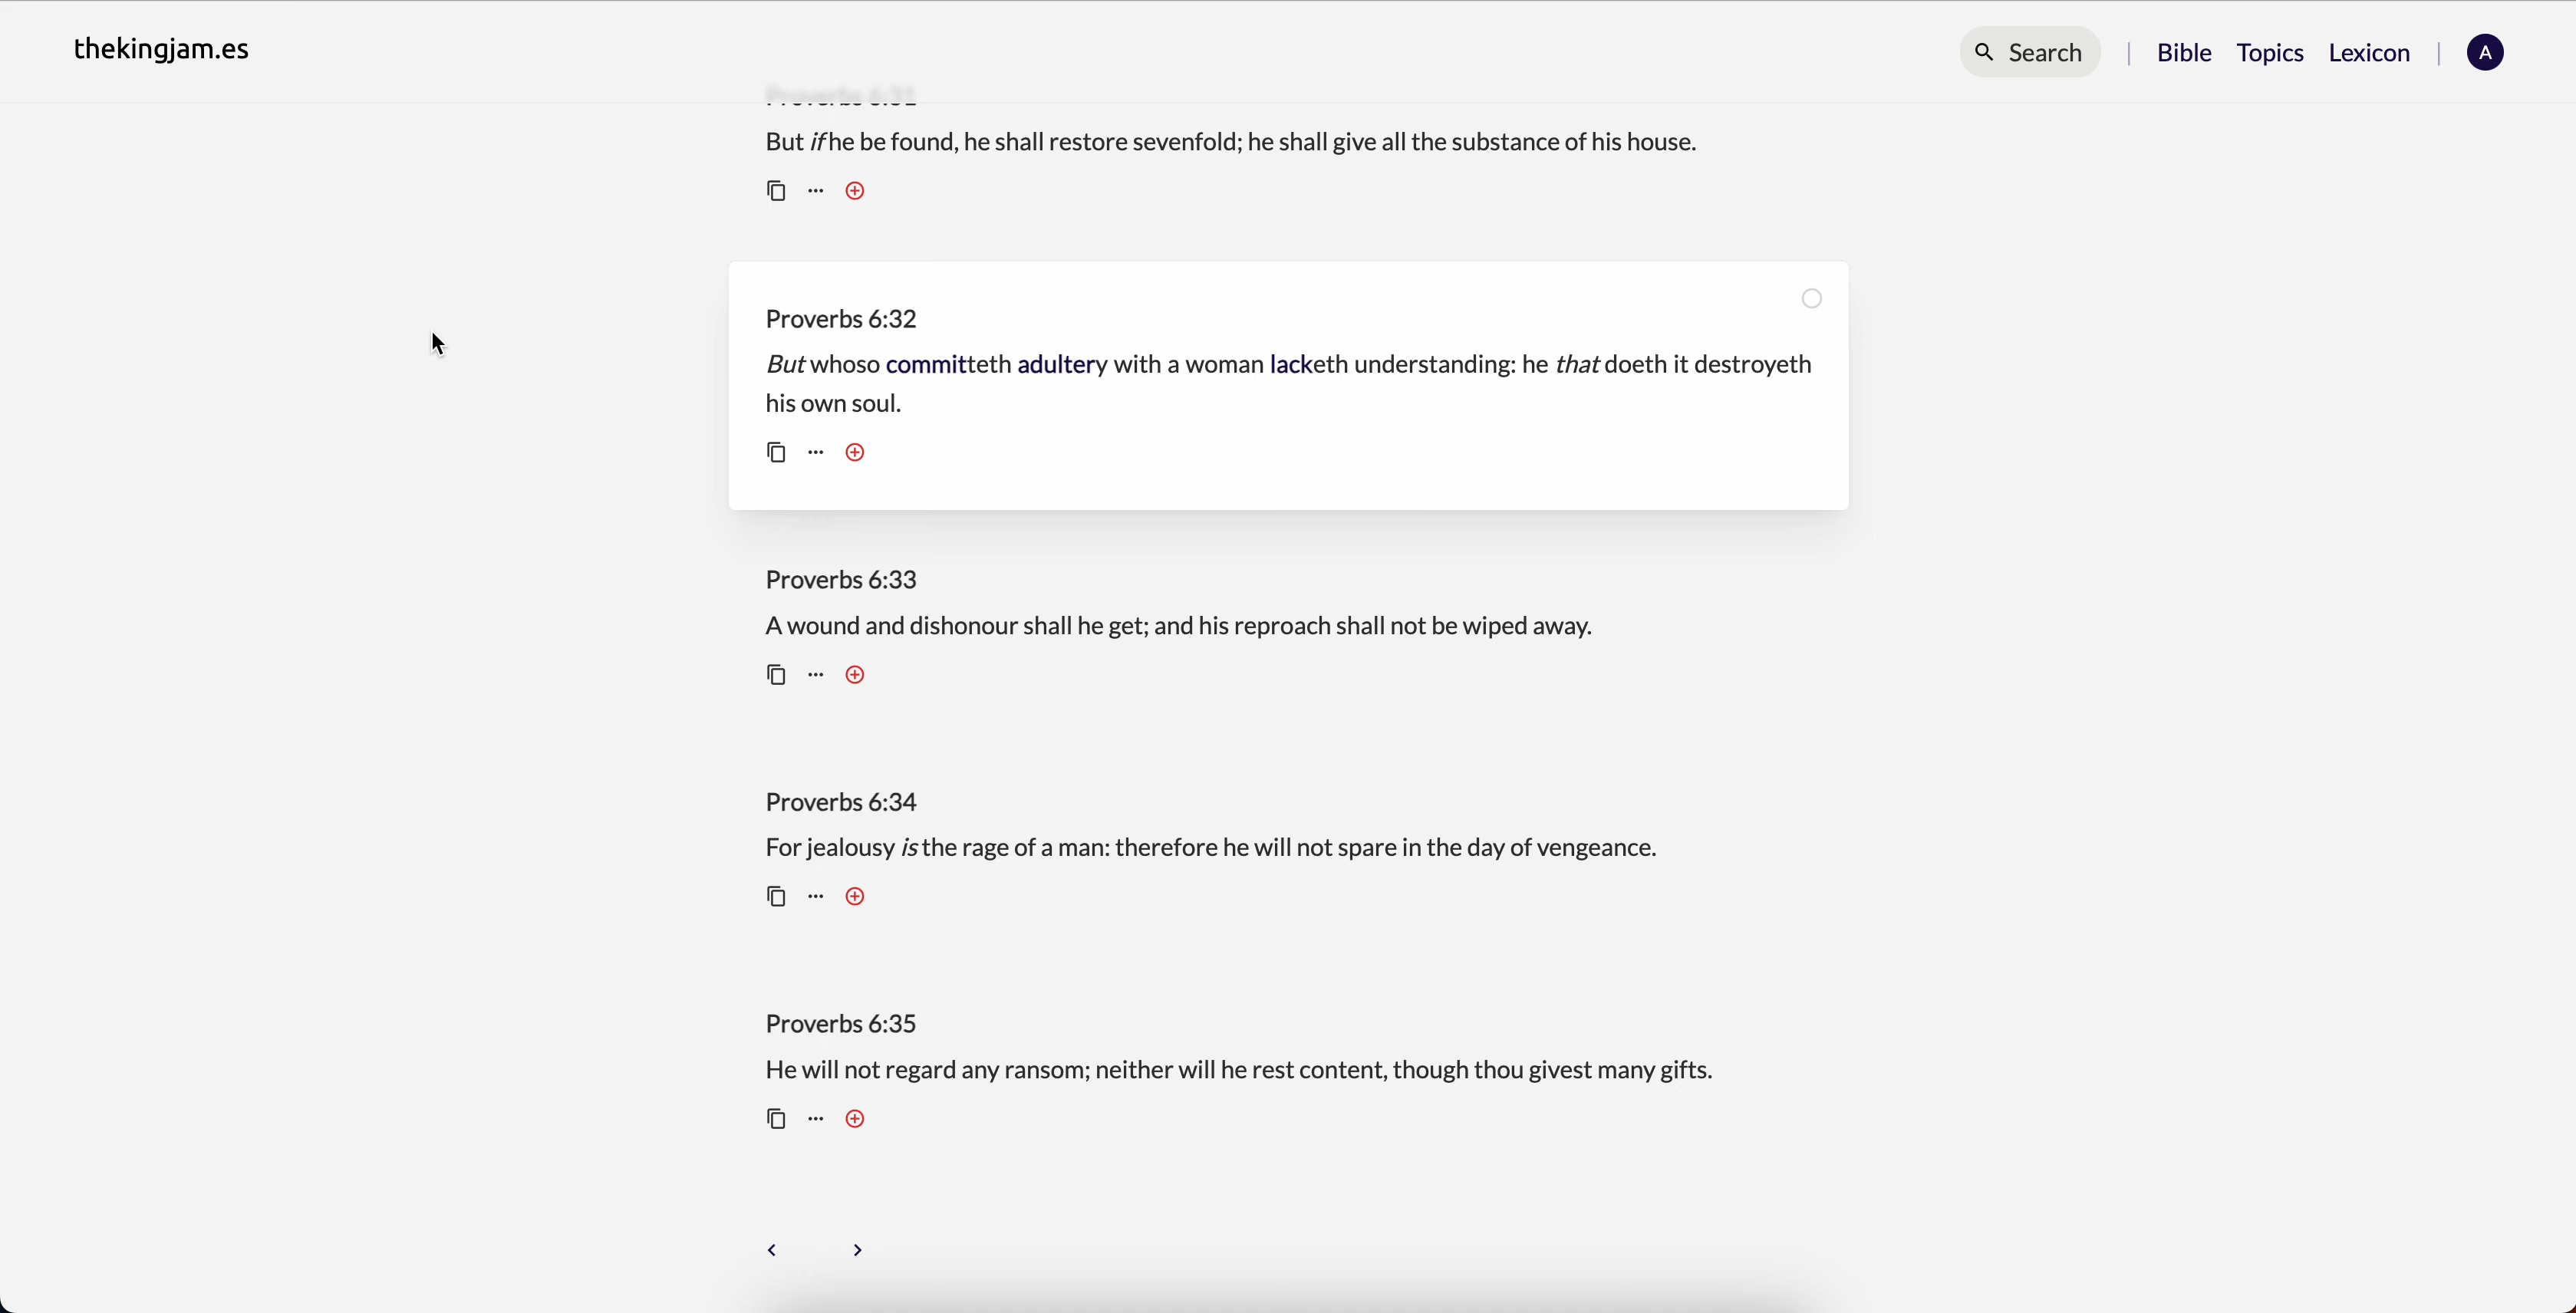 thekingjam.es
Search | Bible Topics Lexicon | A
Proverbs 6:31
But if he be found, he shall restore sevenfold; he shall give all the substance of his house.
Proverbs 6:32
But whoso committeth adultery with a woman lacketh understanding: he that doeth it destroyeth
his own soul.
Proverbs 6:33
A wound and dishonour shall he get; and his reproach shall not be wiped away.
Proverbs 6:34
For jealousy is the rage of a man: therefore he will not spare in the day of vengeance.
Proverbs 6:35
He will not regard any ransom; neither will he rest content, though thou givest many gifts.